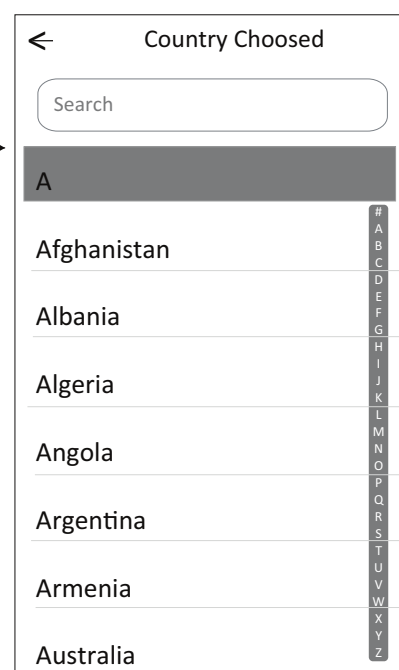 Country Choosed
Search
A
Afghanistan
Albania
Algeria
Angola
Argentina
Armenia
Australia
#
A
B
C
D
E
F
G
H
I
J
K
L
M
N
O
P
Q
R
S
T
U
V
W
X
Y
Z